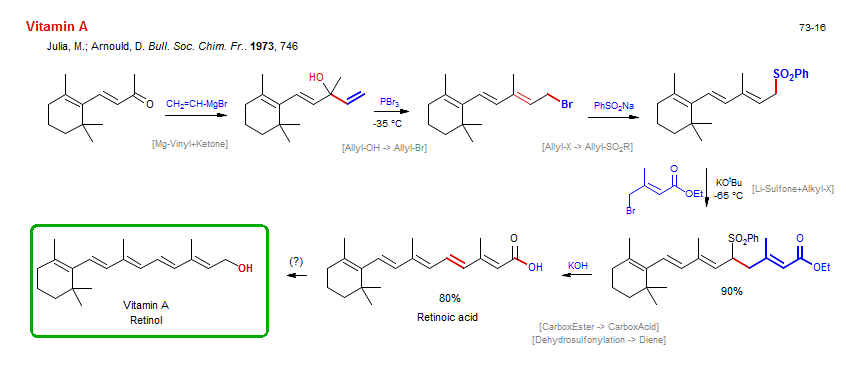 Vitamin A
73-16
Julia, M.; Arnould, D. Bull. Soc. Chim. Fr.. 1973, 746
O
CH2=CH-MgBr
[Mg-Vinyl+Ketone]
HO
PBr3
-35 °C
[Allyl-OH -> Allyl-Br]
Br
PhSO2Na
[Allyl-X -> Allyl-SO2R]
SO2Ph
O
OEt
Br
KOtBu
-65 °C
[Li-Sulfone+Alkyl-X]
OH
Vitamin A
Retinol
(?)
O
OH
80%
Retinoic acid
KOH
[CarboxEster -> CarboxAcid]
[Dehydrosulfonylation -> Diene]
SO2Ph
O
OEt
90%